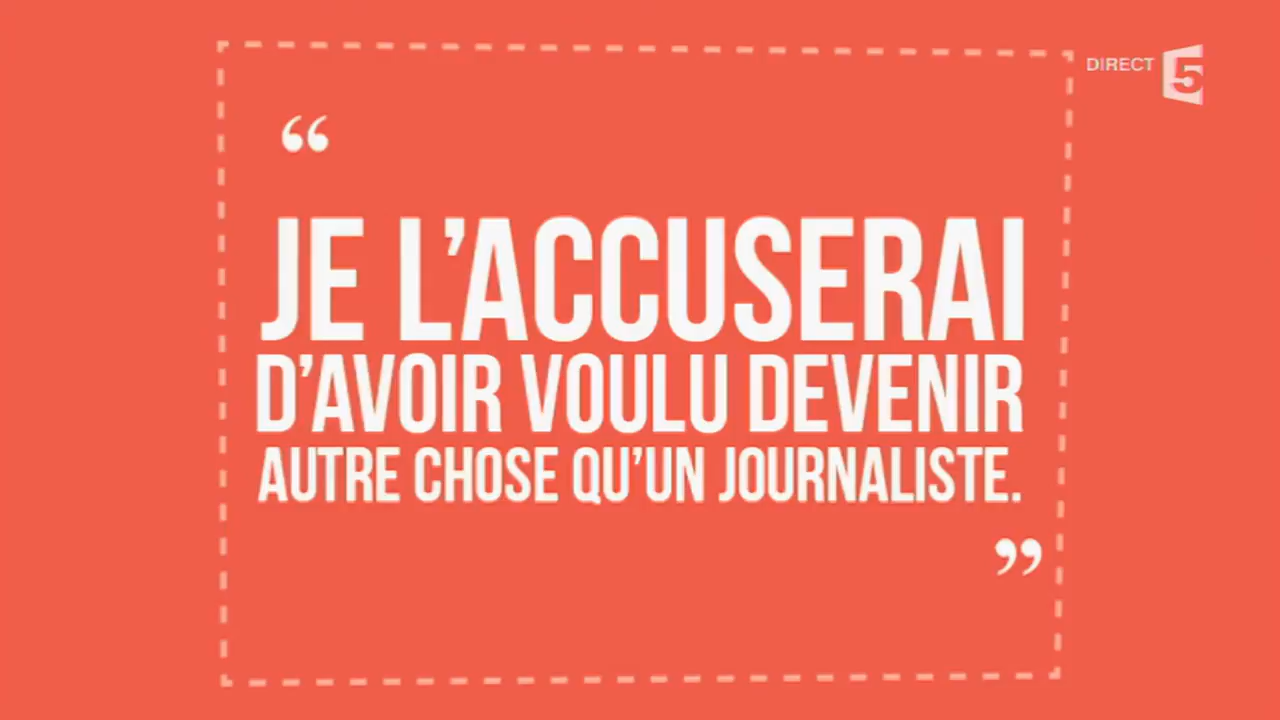 DIRECT 5
“
JE L’ACCUSERAI
D’AVOIR VOULU DEVENIR
AUTRE CHOSE QU’UN JOURNALISTE.
”